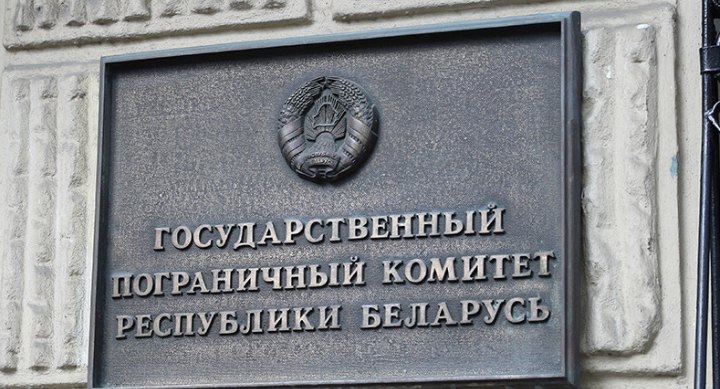 ГОСУДАРСТВЕННЫЙ
ПОГРАНИЧНЫЙ КОМИТЕТ
РЕСПУБЛИКИ БЕЛАРУСЬ